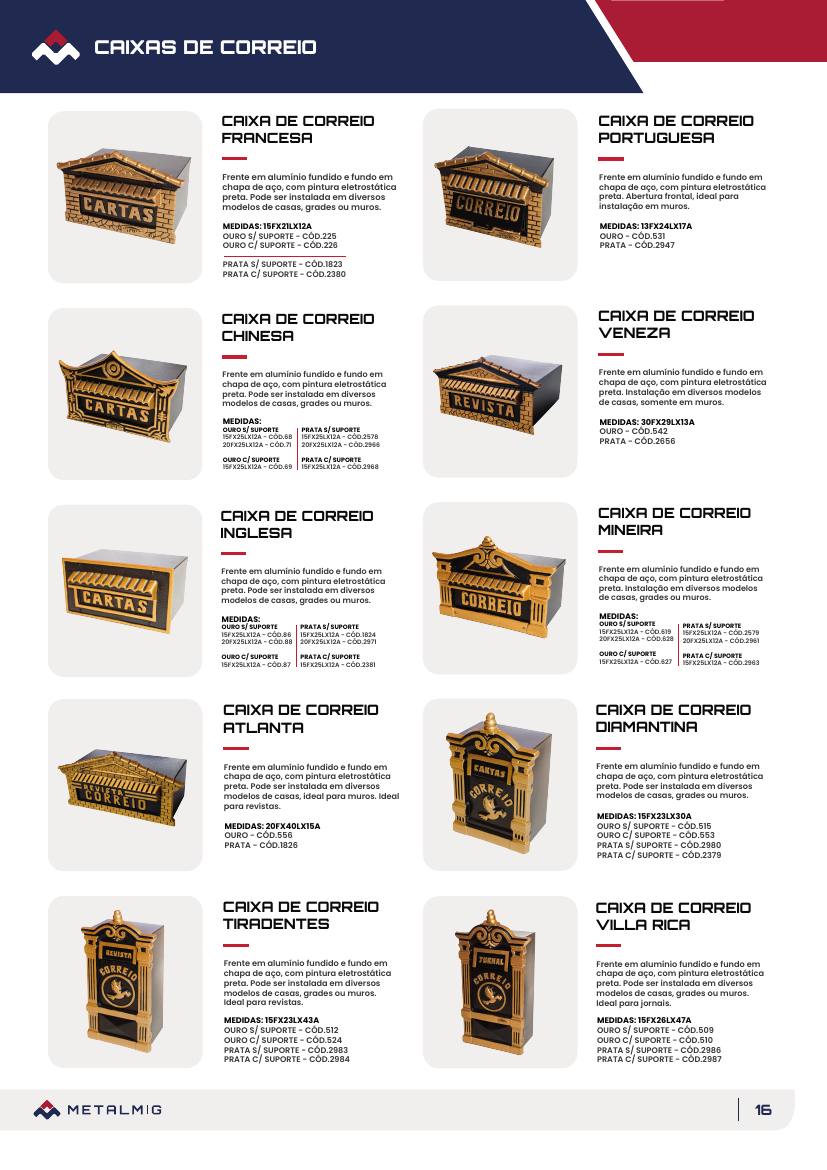 CAIXAS DE CORREIO
CARTAS
CAIXA DE CORREIO
FRANCESA
Frente em alumínio fundido e fundo em
chapa de aço, com pintura eletrostática
preta. Pode ser instalada em diversos
modelos de casas, grades ou muros.
MEDIDAS: 15FX21LX12A
OURO S/ SUPORTE - CÓD.225
OURO C/ SUPORTE - CÓD.226
PRATA S/ SUPORTE - CÓD.1823
PRATA C/ SUPORTE - CÓD.2380
CORREIO
CAIXA DE CORREIO
PORTUGUESA
Frente em alumínio fundido e fundo em
chapa de aço, com pintura eletrostática
preta. Abertura frontal, ideal para
instalação em muros.
MEDIDAS: 13FX24LX17A
OURO - CÓD.531
PRATA - CÓD.2947
CARTAS
CAIXA DE CORREIO
CHINESA
Frente em alumínio fundido e fundo em
chapa de aço, com pintura eletrostática
preta. Pode ser instalada em diversos
modelos de casas, grades ou muros.
MEDIDAS:
OURO S/ SUPORTE
15FX25LX12A - CÓD.68
20FX25LX12A - CÓD.71
OURO C/ SUPORTE
15FX25LX12A - CÓD.69
PRATA S/ SUPORTE
15FX25LX12A - CÓD.2578
20FX25LX12A - CÓD.2966
PRATA C/ SUPORTE
15FX25LX12A - CÓD.2968
REVISTA
CAIXA DE CORREIO
VENEZA
Frente em alumínio fundido e fundo em
chapa de aço, com pintura eletrostática
preta. Instalação em diversos modelos
de casas, somente em muros.
MEDIDAS: 30FX29LX13A
OURO - CÓD.542
PRATA - CÓD.2656
CARTAS
CAIXA DE CORREIO
INGLESA
Frente em alumínio fundido e fundo em
chapa de aço, com pintura eletrostática
preta. Pode ser instalada em diversos
modelos de casas, grades ou muros.
MEDIDAS:
OURO S/ SUPORTE
15FX25LX12A - CÓD.86
20FX25LX12A - CÓD.88
OURO C/ SUPORTE
15FX25LX12A - CÓD.87
PRATA S/ SUPORTE
15FX25LX12A - CÓD.1824
20FX25LX12A - CÓD.2971
PRATA C/ SUPORTE
15FX25LX12A - CÓD.2381
CORREIO
CAIXA DE CORREIO
MINEIRA
Frente em alumínio fundido e fundo em
chapa de aço, com pintura eletrostática
preta. Instalação em diversos modelos
de casas, grades ou muros.
MEDIDAS:
OURO S/ SUPORTE
15FX25LX12A - CÓD.619
20FX25LX12A - CÓD.628
OURO C/ SUPORTE
15FX25LX12A - CÓD.627
PRATA S/ SUPORTE
15FX25LX12A - CÓD.2579
20FX25LX12A - CÓD.2961
PRATA C/ SUPORTE
15FX25LX12A - CÓD.2963
REVISTA
CORREIO
CAIXA DE CORREIO
ATLANTA
Frente em alumínio fundido e fundo em
chapa de aço, com pintura eletrostática
preta. Pode ser instalada em diversos
modelos de casas, ideal para muros. Ideal
para revistas.
MEDIDAS: 20FX40LX15A
OURO - CÓD.556
PRATA - CÓD.1826
CARTAS
CORREIO
CAIXA DE CORREIO
DIAMANTINA
Frente em alumínio fundido e fundo em
chapa de aço, com pintura eletrostática
preta. Pode ser instalada em diversos
modelos de casas, grades ou muros.
MEDIDAS: 15FX23LX30A
OURO S/ SUPORTE - CÓD.515
OURO C/ SUPORTE - CÓD.553
PRATA S/ SUPORTE - CÓD.2980
PRATA C/ SUPORTE - CÓD.2379
REVISTA
CORREIO
CAIXA DE CORREIO
TIRADENTES
Frente em alumínio fundido e fundo em
chapa de aço, com pintura eletrostática
preta. Pode ser instalada em diversos
modelos de casas, grades ou muros.
Ideal para revistas.
MEDIDAS: 15FX23LX43A
OURO S/ SUPORTE - CÓD.512
OURO C/ SUPORTE - CÓD.524
PRATA S/ SUPORTE - CÓD.2983
PRATA C/ SUPORTE - CÓD.2984
JORNAL
CORREIO
CAIXA DE CORREIO
VILLA RICA
Frente em alumínio fundido e fundo em
chapa de aço, com pintura eletrostática
preta. Pode ser instalada em diversos
modelos de casas, grades ou muros.
Ideal para jornais.
MEDIDAS: 15FX26LX47A
OURO S/ SUPORTE - CÓD.509
OURO C/ SUPORTE - CÓD.510
PRATA S/ SUPORTE - CÓD.2986
PRATA C/ SUPORTE - CÓD.2987
METALMIG
16